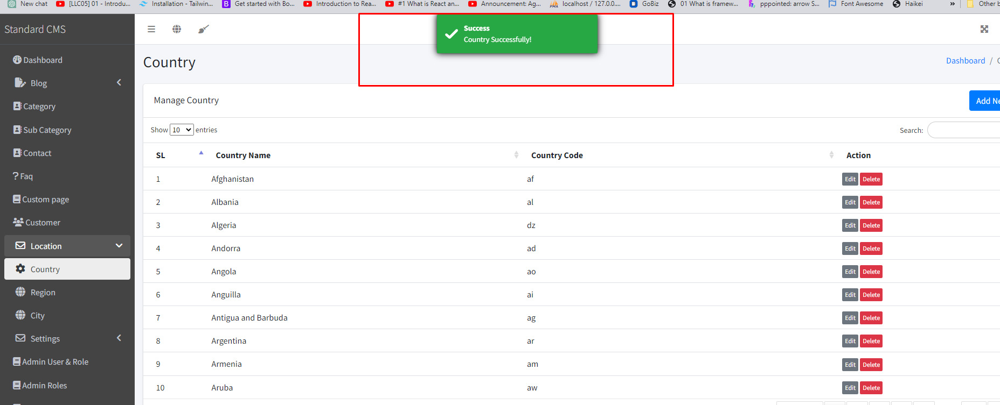 New chat [LLC05] 01 - Introdu... Installation - Tailwin... Get started with Bo... Introduction to Rea... #1 What is React an... Announcement: Ag... localhost / 127.0.0.... GoBiz 01 What is framew... pppointed: arrow S... Font Awesome Haikei » Other b
Standard CMS
Success
Country Successfully!
Dashboard
Blog
Category
Sub Category
Contact
Faq
Custom page
Customer
Location
Country
Region
City
Settings
Admin User & Role
Admin Roles
Country
Dashboard /
Manage Country
Add Ne
Show 10 entries
Search:
SL Country Name Country Code Action
1 Afghanistan af Edit Delete
2 Albania al Edit Delete
3 Algeria dz Edit Delete
4 Andorra ad Edit Delete
5 Angola ao Edit Delete
6 Anguilla ai Edit Delete
7 Antigua and Barbuda ag Edit Delete
8 Argentina ar Edit Delete
9 Armenia am Edit Delete
10 Aruba aw Edit Delete